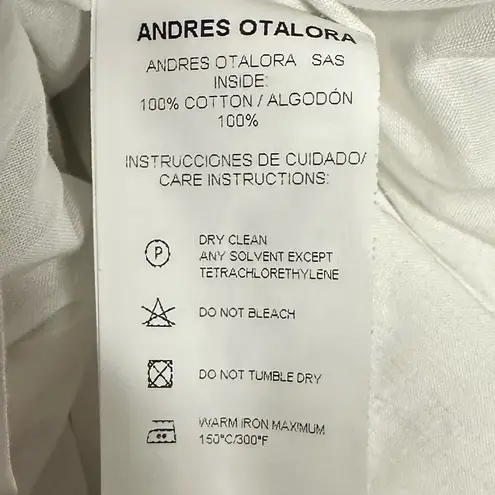 ANDRES OTALORA
ANDRES OTALORA SAS
INSIDE:
100% COTTON / ALGODÓN
100%
INSTRUCCIONES DE CUIDADO/
CARE INSTRUCTIONS:
P
DRY CLEAN
ANY SOLVENT EXCEPT
TETRACHLORETHYLENE
DO NOT BLEACH
DO NOT TUMBLE DRY
WARM IRON MAXIMUM
150°C/300°F